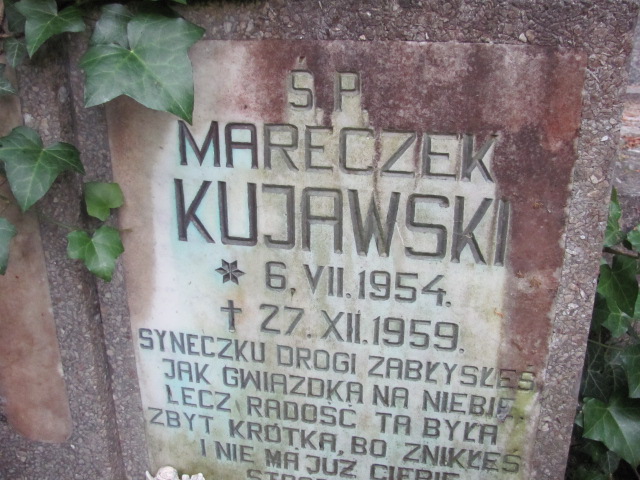 Ś.P.
MARECZEK
KUJAWSKI
6.VII.1954.
✝ 27.XII.1959.
SYNECZKU DROGI ZABŁYSŁEŚ
JAK GWIAZDKA NA NIEBIE
LECZ RADOŚĆ TA BYŁA
ZBYT KRÓTKA, BO ZNIKŁEŚ
I NIE MA JUŻ CIEBIE